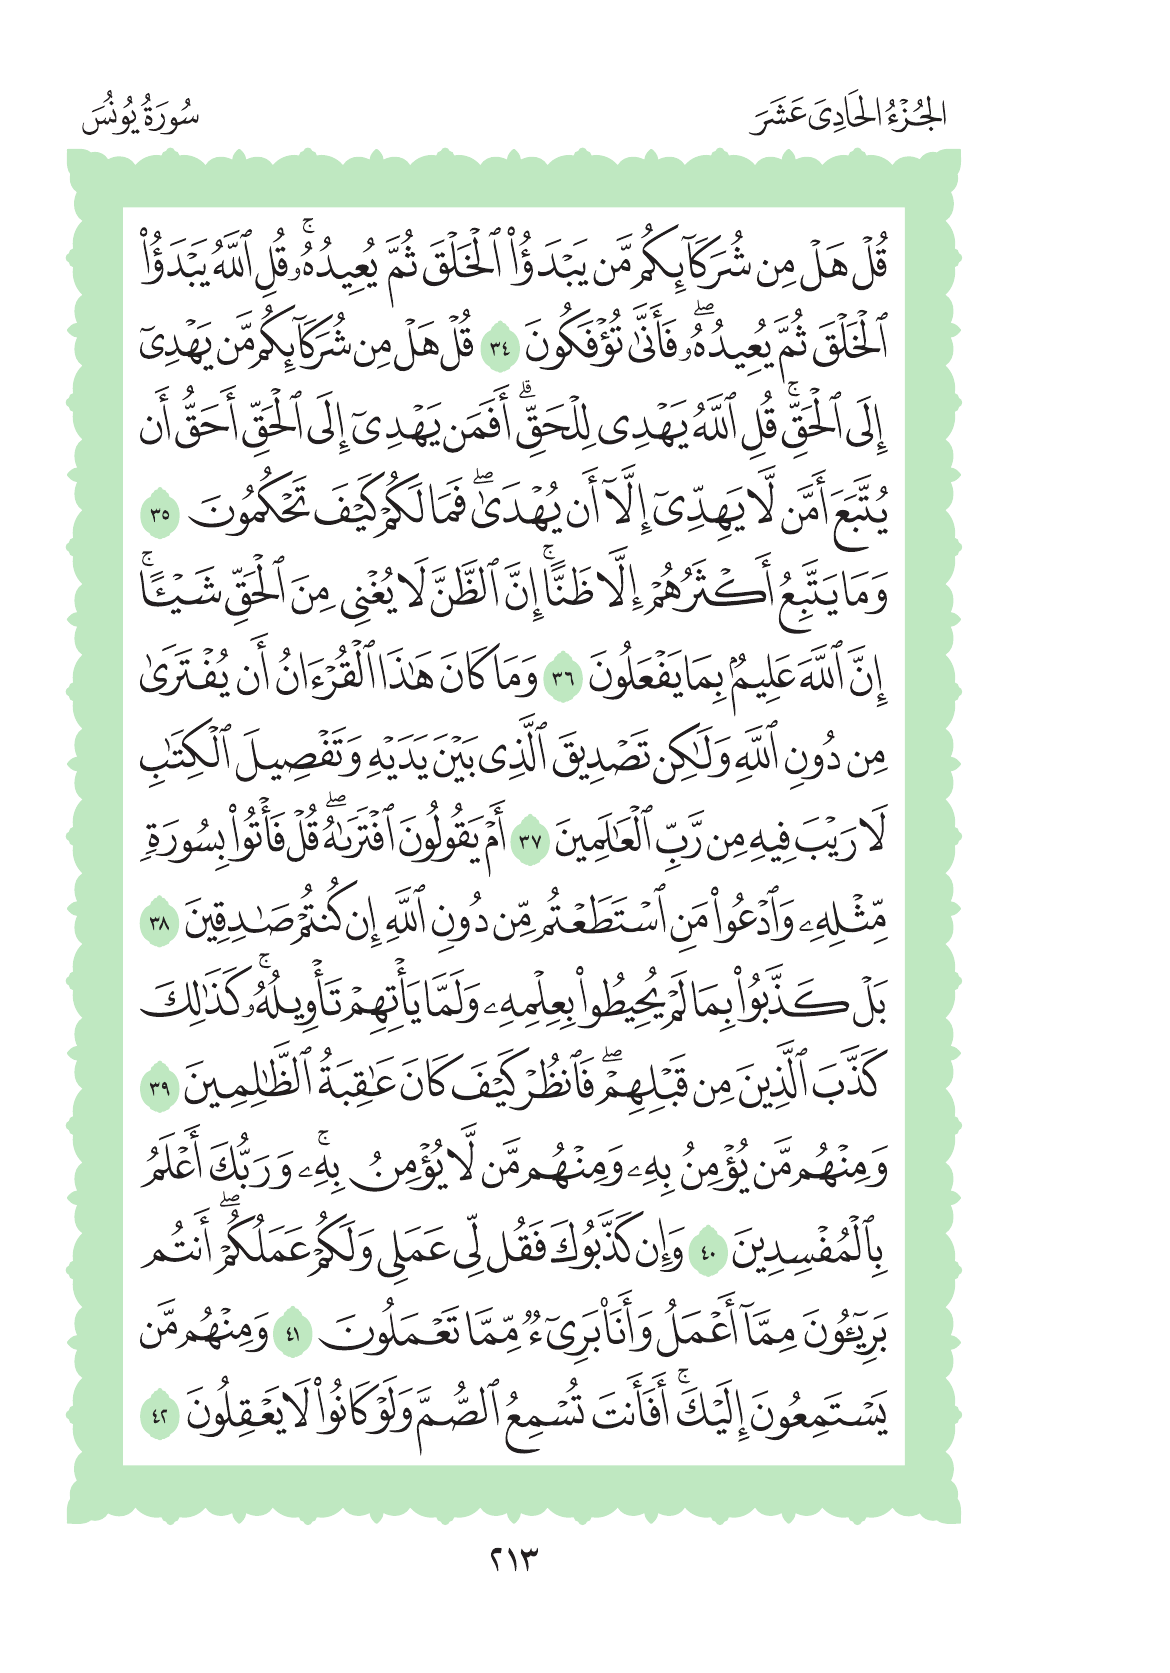 الجُزْءُ الحَادِىَ عَشَرَ
سُورَةُ يُونُسَ
قُلْ هَلْ مِن شُرَكَآئِكُم مَّن يَبْدَؤُا۟ ٱلْخَلْقَ ثُمَّ يُعِيدُهُۥۚ قُلِ ٱللَّهُ يَبْدَؤُا۟
ٱلْخَلْقَ ثُمَّ يُعِيدُهُۥۖ فَأَنَّىٰ تُؤْفَكُونَ ٣٤ قُلْ هَلْ مِن شُرَكَآئِكُم مَّن يَهْدِىٓ
إِلَى ٱلْحَقِّۚ قُلِ ٱللَّهُ يَهْدِى لِلْحَقِّۗ أَفَمَن يَهْدِىٓ إِلَى ٱلْحَقِّ أَحَقُّ أَن
يُتَّبَعَ أَمَّن لَّا يَهِدِّىٓ إِلَّآ أَن يُهْدَىٰۖ فَمَا لَكُمْ كَيْفَ تَحْكُمُونَ ٣٥
وَمَا يَتَّبِعُ أَكْثَرُهُمْ إِلَّا ظَنًّاۚ إِنَّ ٱلظَّنَّ لَا يُغْنِى مِنَ ٱلْحَقِّ شَيْـًٔاۚ
إِنَّ ٱللَّهَ عَلِيمٌۢ بِمَا يَفْعَلُونَ ٣٦ وَمَا كَانَ هَـٰذَا ٱلْقُرْءَانُ أَن يُفْتَرَىٰ
مِن دُونِ ٱللَّهِ وَلَـٰكِن تَصْدِيقَ ٱلَّذِى بَيْنَ يَدَيْهِ وَتَفْصِيلَ ٱلْكِتَـٰبِ
لَا رَيْبَ فِيهِ مِن رَّبِّ ٱلْعَـٰلَمِينَ ٣٧ أَمْ يَقُولُونَ ٱفْتَرَىٰهُۖ قُلْ فَأْتُوا۟ بِسُورَةٍ
مِّثْلِهِۦ وَٱدْعُوا۟ مَنِ ٱسْتَطَعْتُم مِّن دُونِ ٱللَّهِ إِن كُنتُمْ صَـٰدِقِينَ ٣٨
بَلْ كَذَّبُوا۟ بِمَا لَمْ يُحِيطُوا۟ بِعِلْمِهِۦ وَلَمَّا يَأْتِهِمْ تَأْوِيلُهُۥۚ كَذَٰلِكَ
كَذَّبَ ٱلَّذِينَ مِن قَبْلِهِمْۖ فَٱنظُرْ كَيْفَ كَانَ عَـٰقِبَةُ ٱلظَّـٰلِمِينَ ٣٩
وَمِنْهُم مَّن يُؤْمِنُ بِهِۦ وَمِنْهُم مَّن لَّا يُؤْمِنُ بِهِۦۚ وَرَبُّكَ أَعْلَمُ
بِٱلْمُفْسِدِينَ ٤٠ وَإِن كَذَّبُوكَ فَقُل لِّى عَمَلِى وَلَكُمْ عَمَلُكُمْۖ أَنتُم
بَرِيٓـُٔونَ مِمَّآ أَعْمَلُ وَأَنَا۠ بَرِىٓءٌ مِّمَّا تَعْمَلُونَ ٤١ وَمِنْهُم مَّن
يَسْتَمِعُونَ إِلَيْكَۚ أَفَأَنتَ تُسْمِعُ ٱلصُّمَّ وَلَوْ كَانُوا۟ لَا يَعْقِلُونَ ٤٢
٢١٣